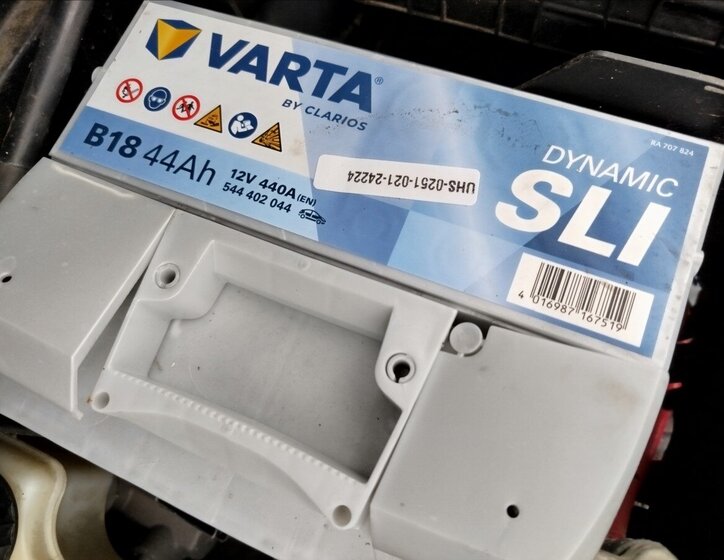 VARTA®
BY CLARIOS
B18 44Ah
12V 440A (EN)
544 402 044
UHS-0251-021-24224
RA 707 824
DYNAMIC
SLI
4 016987 167519